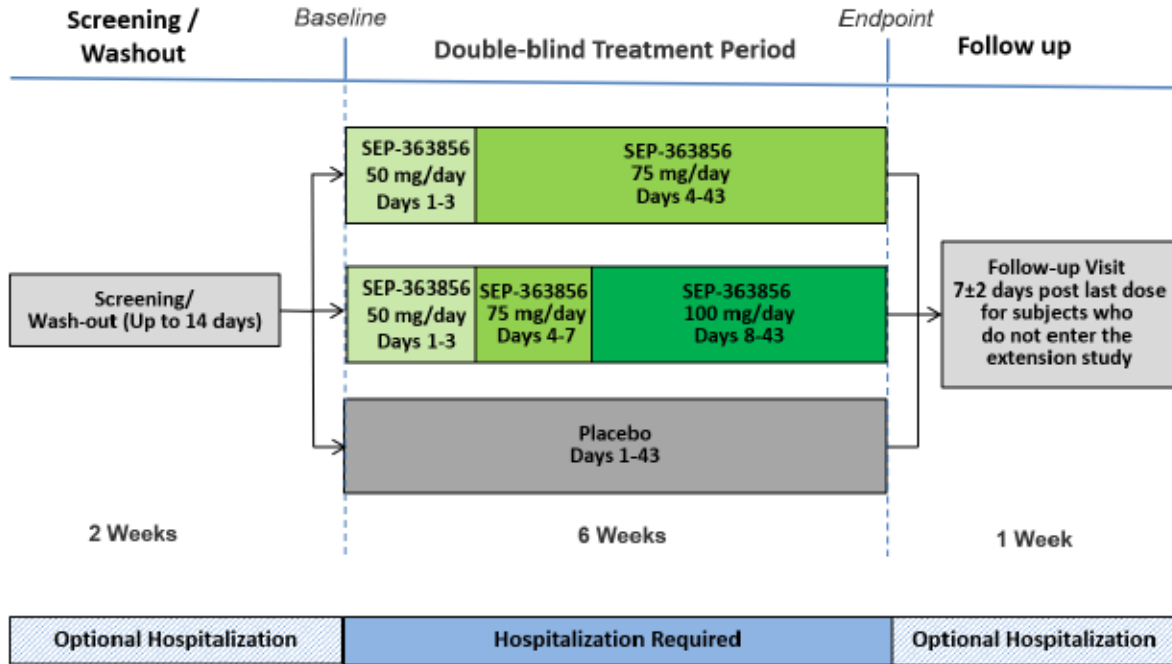 Screening /
Washout
Baseline
Double-blind Treatment Period
Endpoint
Follow up
SEP-363856
50 mg/day
Days 1-3
SEP-363856
75 mg/day
Days 4-43
Screening/
Wash-out (Up to 14 days)
SEP-363856
50 mg/day
Days 1-3
SEP-363856
75 mg/day
Days 4-7
SEP-363856
100 mg/day
Days 8-43
Follow-up Visit
7±2 days post last dose
for subjects who
do not enter the
extension study
Placebo
Days 1-43
2 Weeks
6 Weeks
1 Week
Optional Hospitalization
Hospitalization Required
Optional Hospitalization